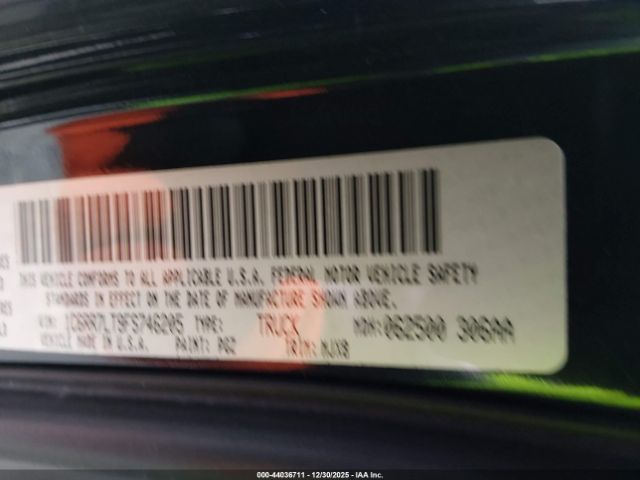 THIS VEHICLE CONFORMS TO ALL APPLICABLE U.S.A. FEDERAL MOTOR VEHICLE SAFETY
STANDARDS IN EFFECT ON THE DATE OF MANUFACTURE SHOWN ABOVE.
VIN: 1C6RR7LT9FS746205 TYPE: TRUCK MDH: 062500 306AA
VEHICLE MADE IN U.S.A. PAINT: PGZ TRIM: MJX8
000-44036711 - 12/30/2025 - IAA Inc.